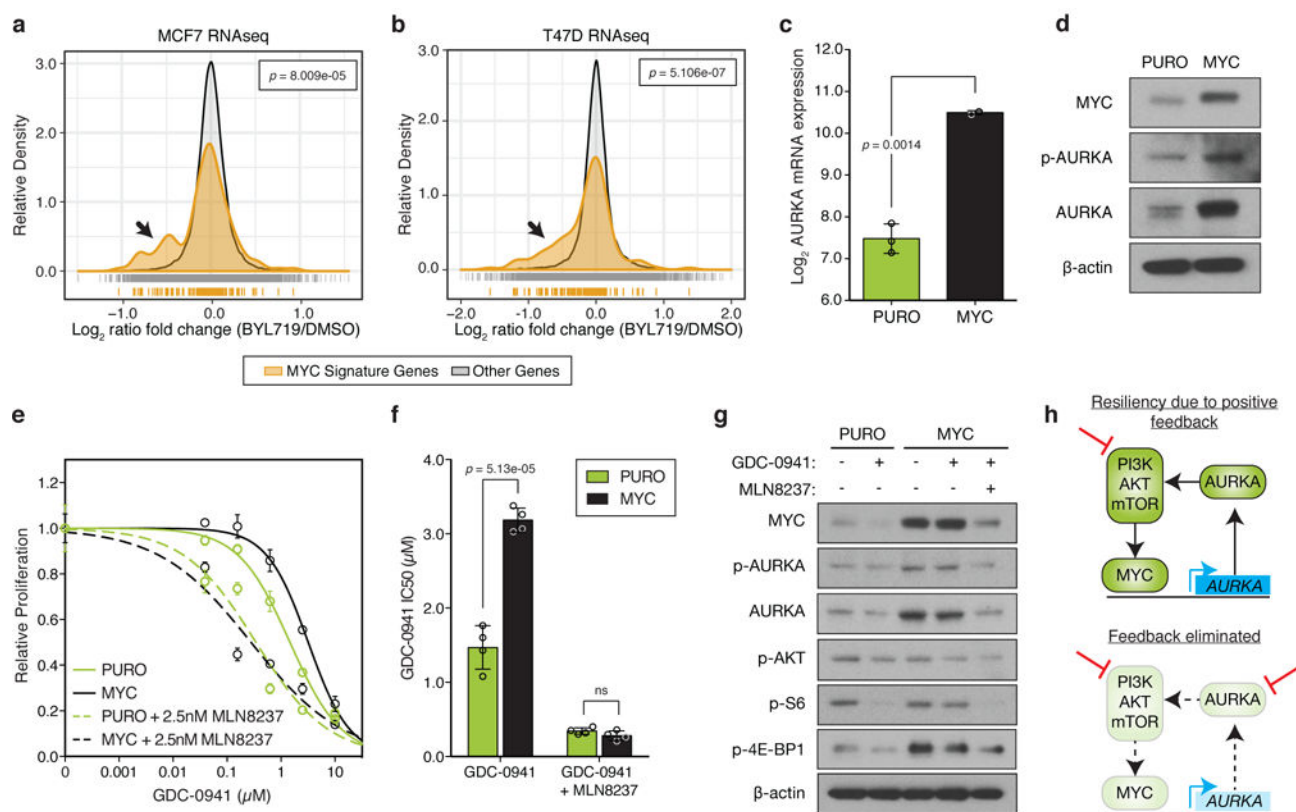 a
MCF7 RNAseq
p = 8.009e-05
Relative Density
3.0
2.0
1.0
0.0
-1.0
0.0
1.0
Log2 ratio fold change (BYL719/DMSO)
b
T47D RNAseq
p = 5.106e-07
Relative Density
3.0
2.0
1.0
0.0
-2.0
-1.0
0.0
1.0
2.0
Log2 ratio fold change (BYL719/DMSO)
MYC Signature Genes
Other Genes
c
Log2 AURKA mRNA expression
12.0
11.0
10.0
9.0
8.0
7.0
6.0
p = 0.0014
PURO
MYC
d
PURO MYC
MYC
p-AURKA
AURKA
β-actin
e
Relative Proliferation
1.2
1.0
0.8
0.6
0.4
0.2
0.0
PURO
MYC
PURO + 2.5nM MLN8237
MYC + 2.5nM MLN8237
0
0.001
0.01
0.1
1
10
GDC-0941 (μM)
f
GDC-0941 IC50 (μM)
4.0
3.0
2.0
1.0
0.0
p = 5.13e-05
PURO
MYC
ns
GDC-0941
GDC-0941
+ MLN8237
g
PURO MYC
GDC-0941: - + - + +
MLN8237: - - - - +
MYC
p-AURKA
AURKA
p-AKT
p-S6
p-4E-BP1
β-actin
h
Resiliency due to positive
feedback
PI3K
AKT
mTOR
AURKA
MYC
AURKA
Feedback eliminated
PI3K
AKT
mTOR
AURKA
MYC
AURKA